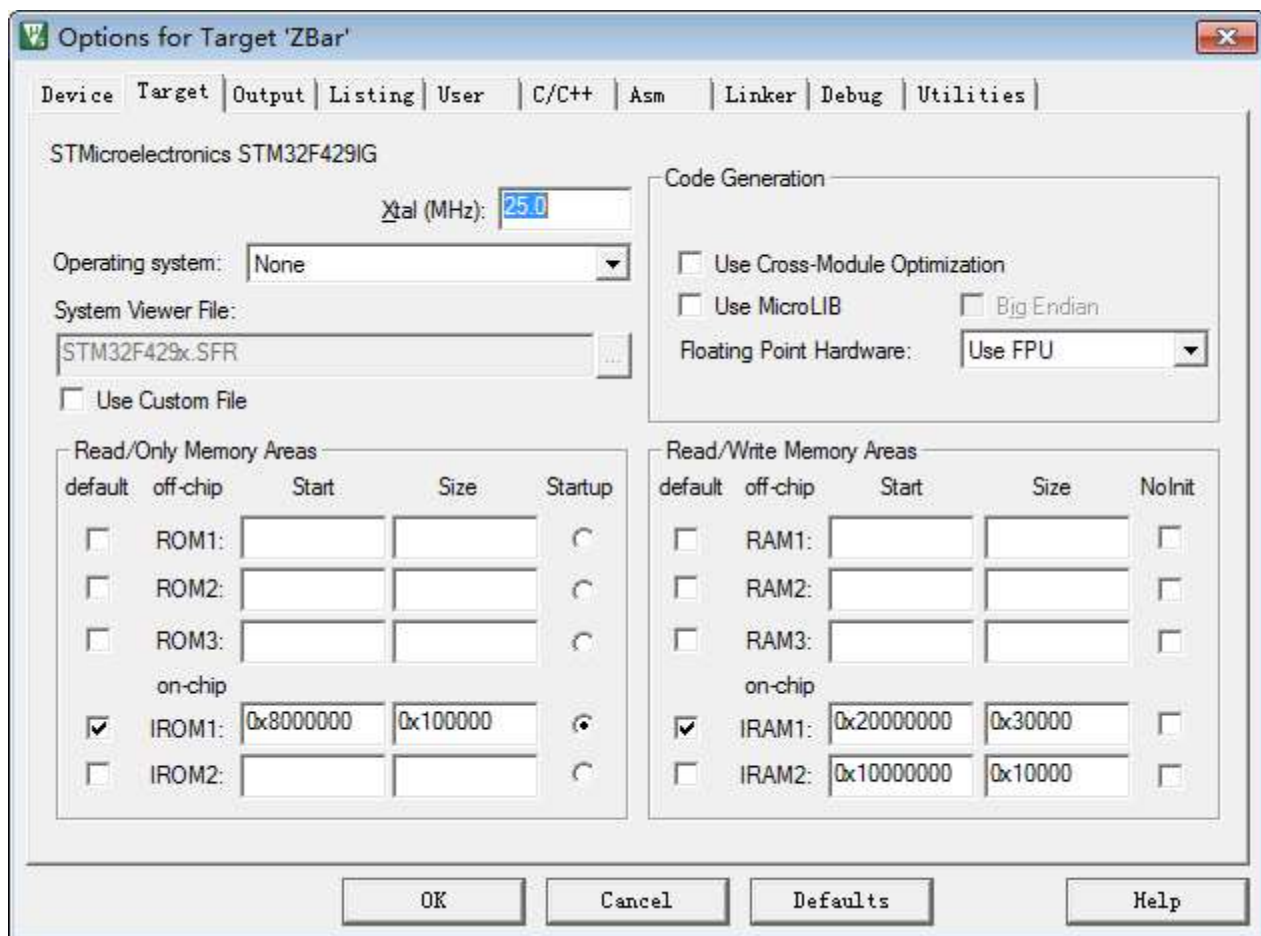 Options for Target 'ZBar'
Device Target Output Listing User C/C++ Asm Linker Debug Utilities
STMicroelectronics STM32F429IG
Xtal (MHz): 25.0
Operating system: None
System Viewer File:
STM32F429x.SFR ...
Use Custom File
Code Generation
Use Cross-Module Optimization
Use MicroLIB Big Endian
Floating Point Hardware: Use FPU
Read/Only Memory Areas
default off-chip Start Size Startup
ROM1:
ROM2:
ROM3:
on-chip
IROM1: 0x8000000 0x100000
IROM2:
Read/Write Memory Areas
default off-chip Start Size NoInit
RAM1:
RAM2:
RAM3:
on-chip
IRAM1: 0x20000000 0x30000
IRAM2: 0x10000000 0x10000
OK Cancel Defaults Help